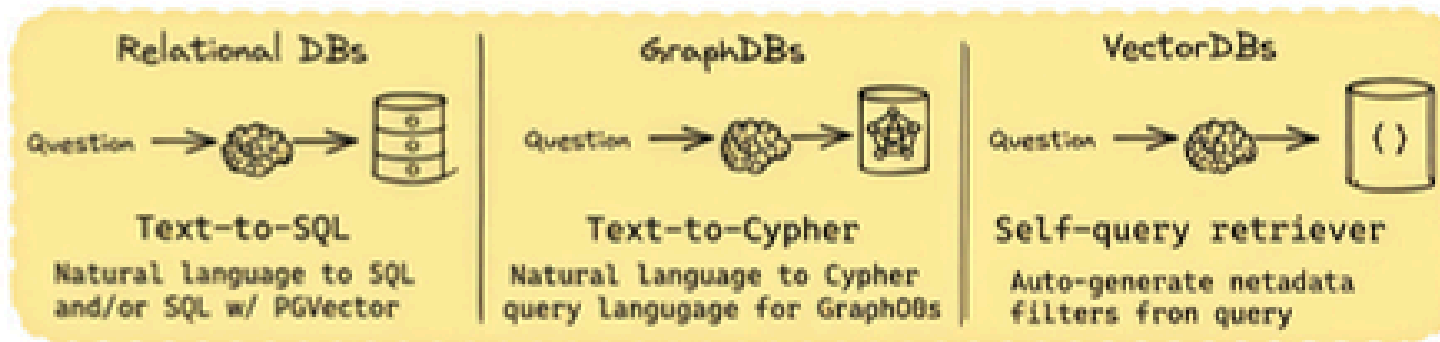 Relational DBs
Question
Text-to-SQL
Natural language to SQL
and/or SQL w/ PGVector
GraphDBs
Question
Text-to-Cypher
Natural language to Cypher
query langugage for GraphDBs
VectorDBs
Question
( )
Self-query retriever
Auto-generate netadata
filters fron query